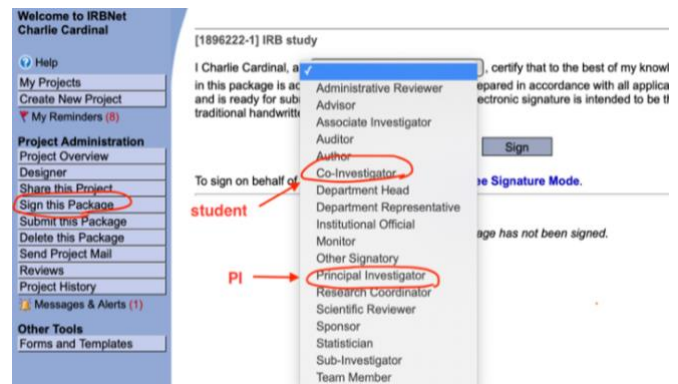 Welcome to IRBNet
Charlie Cardinal
Help
My Projects
Create New Project
My Reminders (8)
Project Administration
Project Overview
Designer
Share this Project
Sign this Package
Submit this Package
Delete this Package
Send Project Mail
Reviews
Project History
Messages & Alerts (1)
Other Tools
Forms and Templates
[1896222-1] IRB study
I Charlie Cardinal, a , certify that to the best of my knowl
in this package is ac epared in accordance with all applica
and is ready for sub ectronic signature is intended to be th
traditional handwritte
Sign
To sign on behalf of e Signature Mode.
age has not been signed.
Administrative Reviewer
Advisor
Associate Investigator
Auditor
Author
Co-Investigator
Department Head
Department Representative
Institutional Official
Monitor
Other Signatory
Principal Investigator
Research Coordinator
Scientific Reviewer
Sponsor
Statistician
Sub-Investigator
Team Member
student
PI